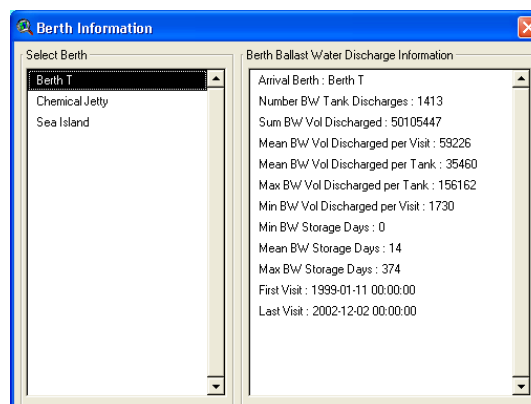 Berth Information
Select Berth
Berth T
Chemical Jetty
Sea Island
Berth Ballast Water Discharge Information
Arrival Berth : Berth T
Number BW Tank Discharges : 1413
Sum BW Vol Discharged : 50105447
Mean BW Vol Discharged per Visit : 59226
Mean BW Vol Discharged per Tank : 35460
Max BW Vol Discharged per Tank : 156162
Min BW Vol Discharged per Visit : 1730
Min BW Storage Days : 0
Mean BW Storage Days : 14
Max BW Storage Days : 374
First Visit : 1999-01-11 00:00:00
Last Visit : 2002-12-02 00:00:00